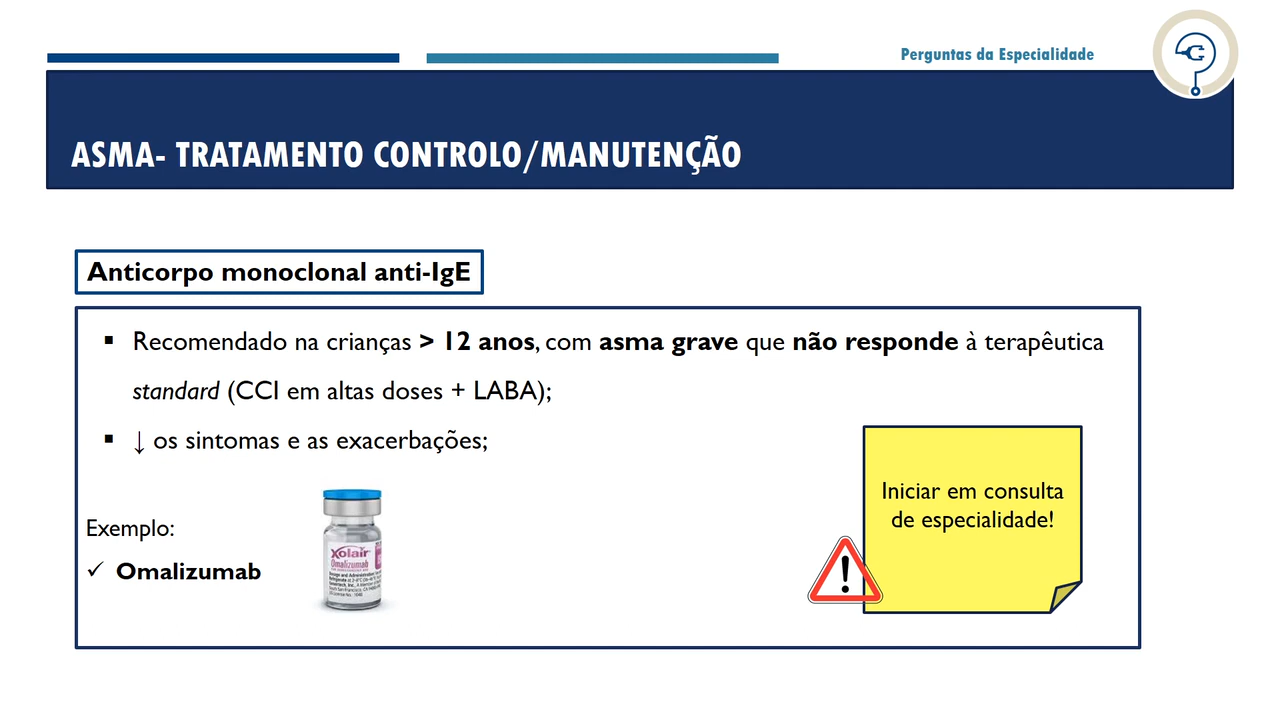 Perguntas da Especialidade
ASMA- TRATAMENTO CONTROLO/MANUTENÇÃO
Anticorpo monoclonal anti-IgE
▪ Recomendado na crianças > 12 anos, com asma grave que não responde à terapêutica
standard (CCI em altas doses + LABA);
▪ ↓ os sintomas e as exacerbações;
Iniciar em consulta
de especialidade!
Exemplo:
✓ Omalizumab
Xolair
Omalizumab